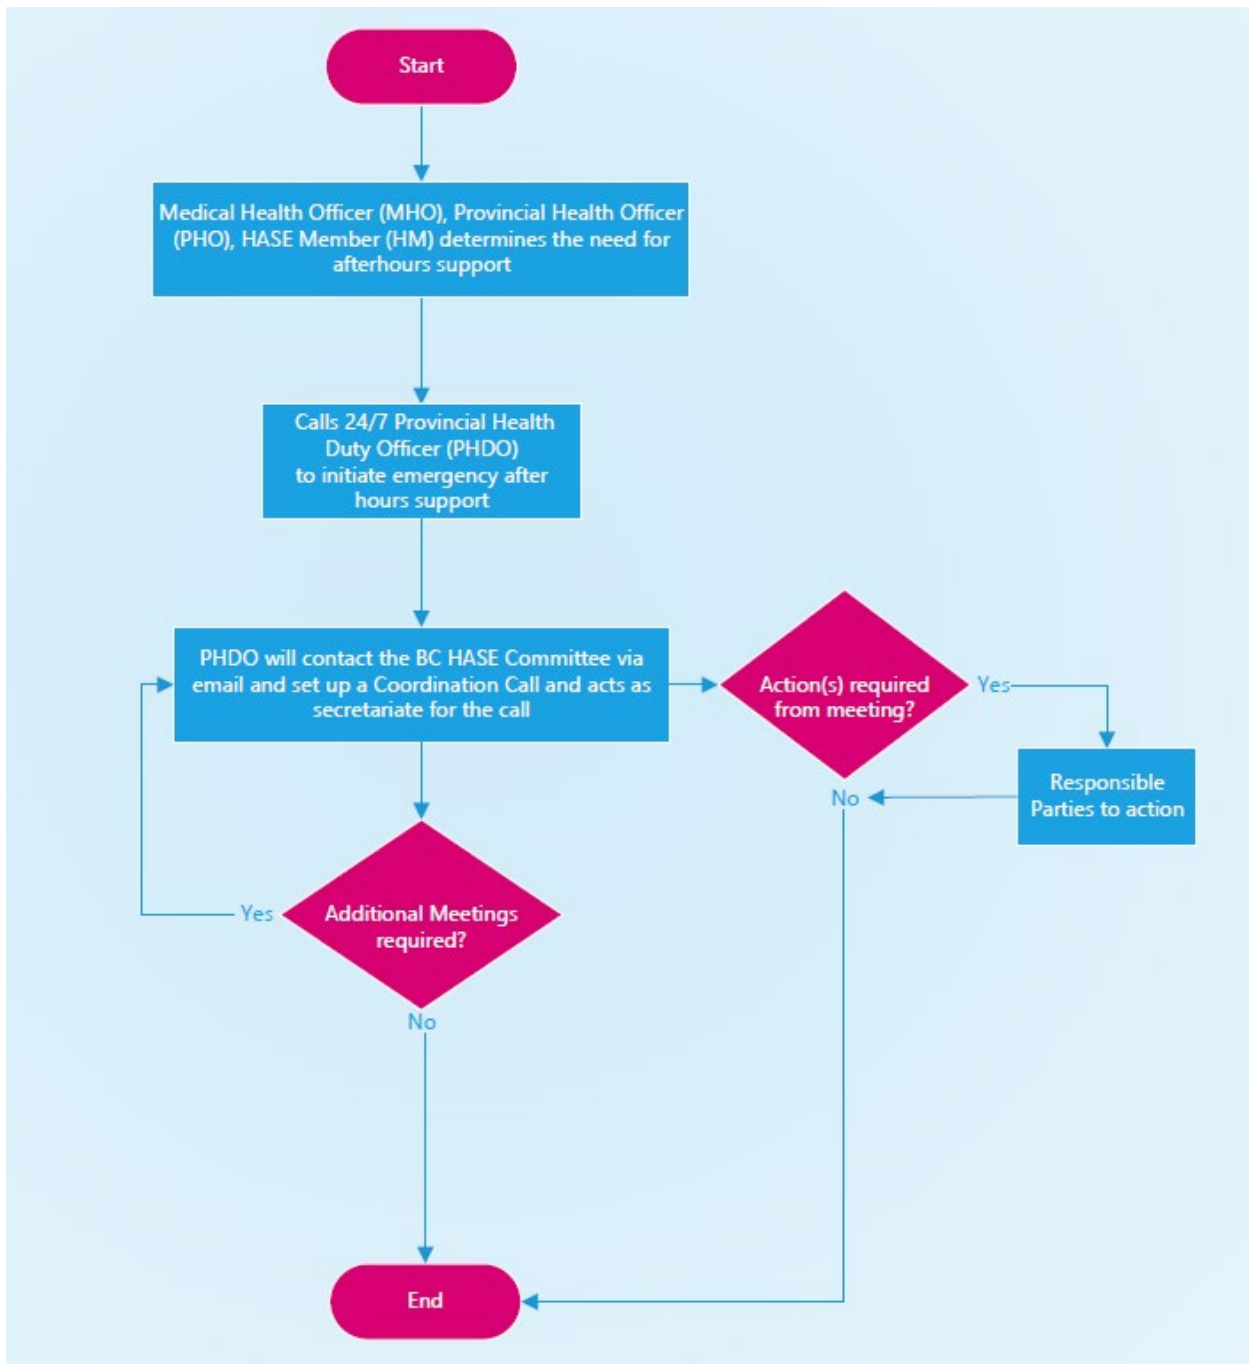 Start
Medical Health Officer (MHO), Provincial Health Officer
(PHO), HASE Member (HM) determines the need for
afterhours support
Calls 24/7 Provincial Health
Duty Officer (PHDO)
to initiate emergency after
hours support
PHDO will contact the BC HASE Committee via
email and set up a Coordination Call and acts as
secretariate for the call
Action(s) required
from meeting?
Yes
Responsible
Parties to action
No
Yes
Additional Meetings
required?
No
End